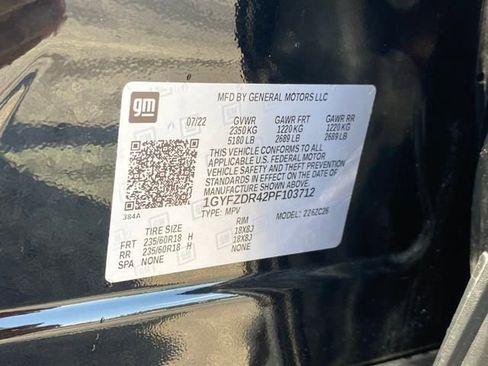 gm
MFD BY GENERAL MOTORS LLC
07/22 GVWR GAWR FRT GAWR RR
2350 KG 1220 KG 1220 KG
5180 LB 2689 LB 2689 LB
THIS VEHICLE CONFORMS TO ALL
APPLICABLE U.S. FEDERAL MOTOR
VEHICLE SAFETY, BUMPER, AND THEFT
PREVENTION STANDARDS IN
EFFECT ON THE DATE OF
MANUFACTURE SHOWN ABOVE.
1GYFZDR42PF103712
384A TYPE: MPV MODEL: 226ZC26
TIRE SIZE RIM
FRT 235/60R18 H 18X8J
RR 235/60R18 H 18X8J
SPA NONE NONE